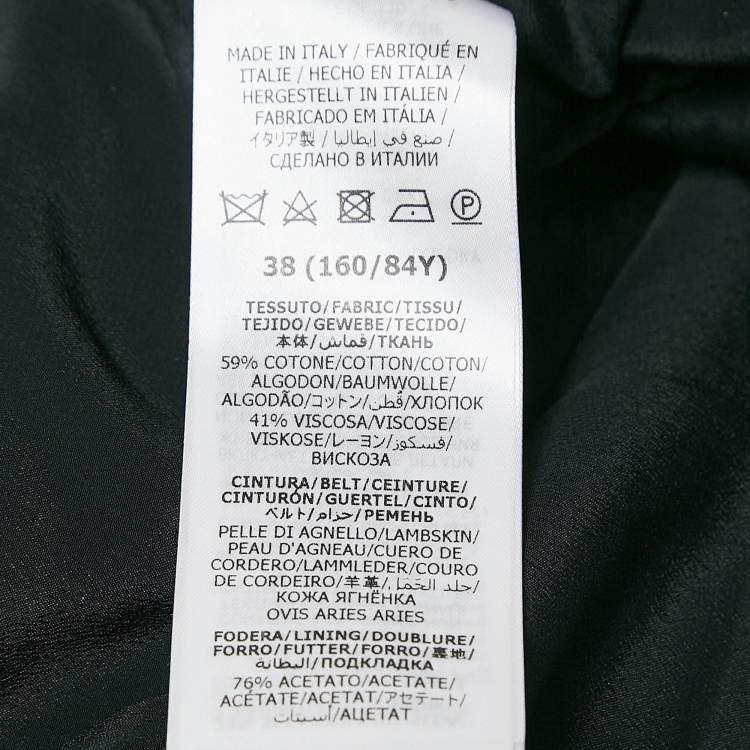 MADE IN ITALY / FABRIQUÉ EN
ITALIE / HECHO EN ITALIA /
HERGESTELLT IN ITALIEN /
FABRICADO EM ITÁLIA /
イタリア製 / صنع في إيطاليا /
СДЕЛАНО В ИТАЛИИ
P
38 (160/84Y)
TESSUTO/FABRIC/TISSU/
TEJIDO/GEWEBE/TECIDO/
本体/قماش/ТКАНЬ
59% COTONE/COTTON/COTON/
ALGODON/BAUMWOLLE/
ALGODÃO/コットン/قطن/ХЛОПОК
41% VISCOSA/VISCOSE/
VISKOSE/レーヨン/فسكوز/
ВИСКОЗА
CINTURA/BELT/CEINTURE/
CINTURÓN/GUERTEL/CINTO/
ベルト/حزام/РЕМЕНЬ
PELLE DI AGNELLO/LAMBSKIN/
PEAU D'AGNEAU/CUERO DE
CORDERO/LAMMLEDER/COURO
DE CORDEIRO/羊革/جلد الحَمَل/
КОЖА ЯГНЁНКА
OVIS ARIES ARIES
FODERA/LINING/DOUBLURE/
FORRO/FUTTER/FORRO/裏地/
البطانة/ПОДКЛАДКА
76% ACETATO/ACETATE/
ACÉTATE/ACETAT/アセテート/
أسيتات/АЦЕТАТ